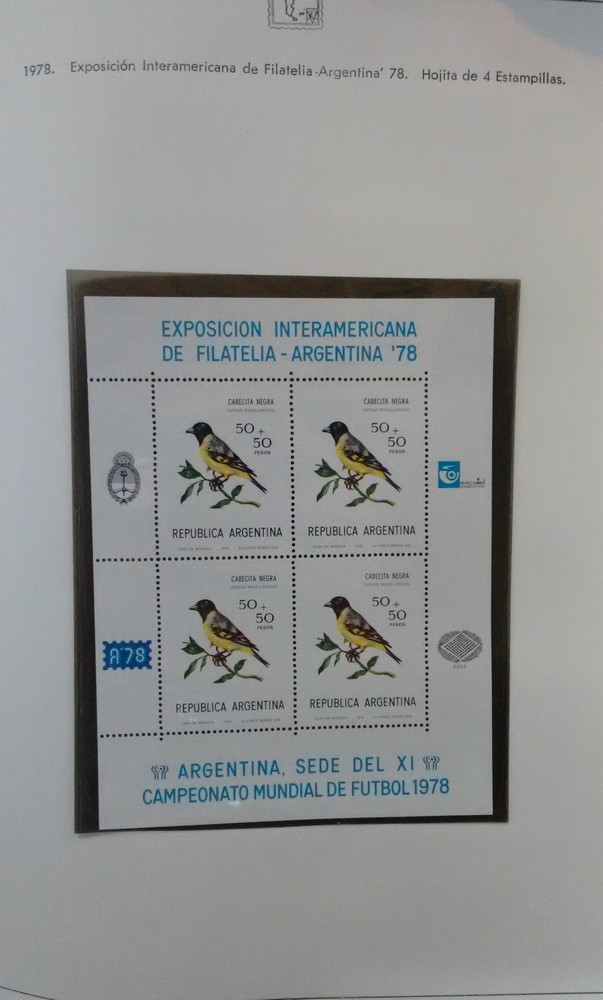 1978. Exposición Interamericana de Filatelia-Argentina' 78. Hojita de 4 Estampillas.
EXPOSICION INTERAMERICANA
DE FILATELIA - ARGENTINA '78
CABECITA NEGRA
50 +
50
PESOS
REPUBLICA ARGENTINA
CABECITA NEGRA
50 +
50
PESOS
REPUBLICA ARGENTINA
encotel
CABECITA NEGRA
50 +
50
PESOS
REPUBLICA ARGENTINA
CABECITA NEGRA
50 +
50
PESOS
REPUBLICA ARGENTINA
A'78
ARGENTINA, SEDE DEL XI
CAMPEONATO MUNDIAL DE FUTBOL 1978